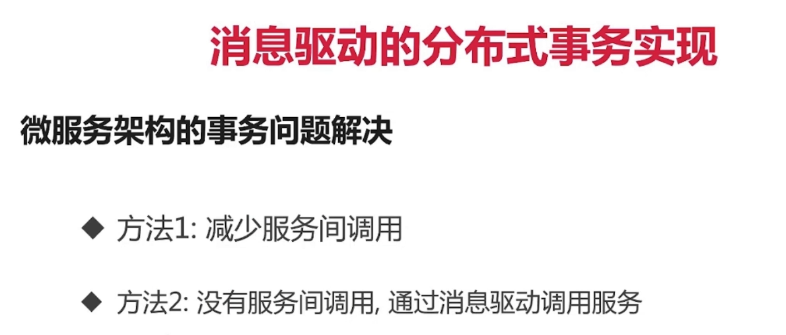 消息驱动的分布式事务实现
微服务架构的事务问题解决
◆ 方法1: 减少服务间调用
◆ 方法2: 没有服务间调用, 通过消息驱动调用服务